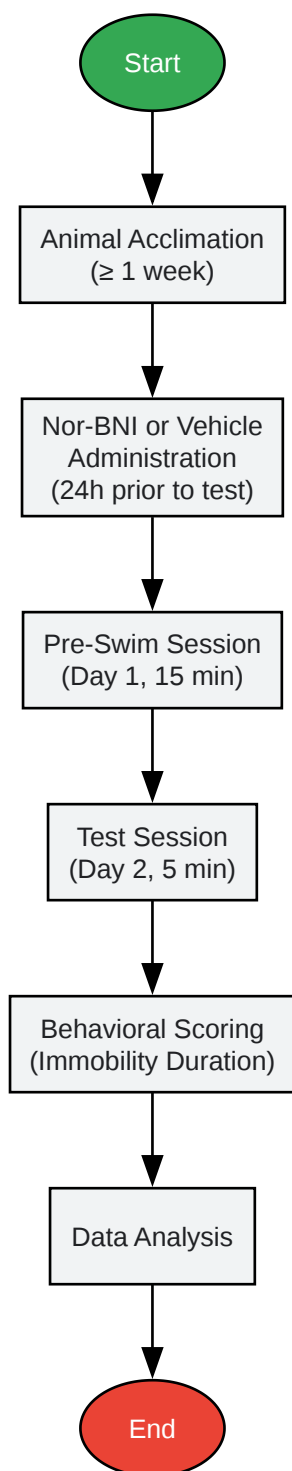 Start
Animal Acclimation
(≥ 1 week)
Nor-BNI or Vehicle
Administration
(24h prior to test)
Pre-Swim Session
(Day 1, 15 min)
Test Session
(Day 2, 5 min)
Behavioral Scoring
(Immobility Duration)
Data Analysis
End